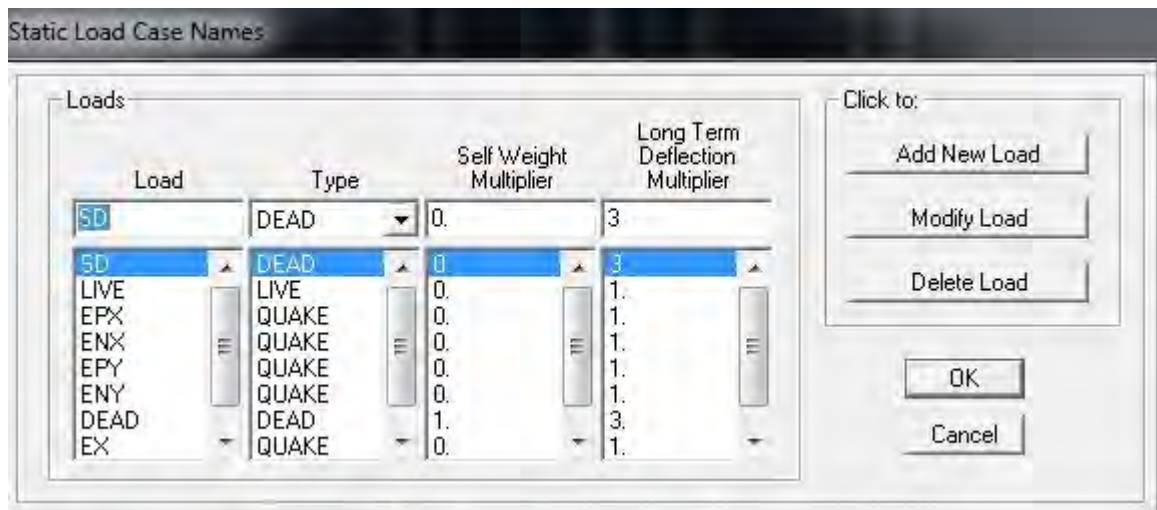 Static Load Case Names
Loads
Click to:
Load Type Self Weight Multiplier Long Term Deflection Multiplier
SD DEAD 0. 3
SD DEAD 0. 3.
LIVE LIVE 0. 1.
EPX QUAKE 0. 1.
ENX QUAKE 0. 1.
EPY QUAKE 0. 1.
ENY QUAKE 0. 1.
DEAD DEAD 1. 3.
EX QUAKE 0. 1.
Add New Load
Modify Load
Delete Load
OK
Cancel